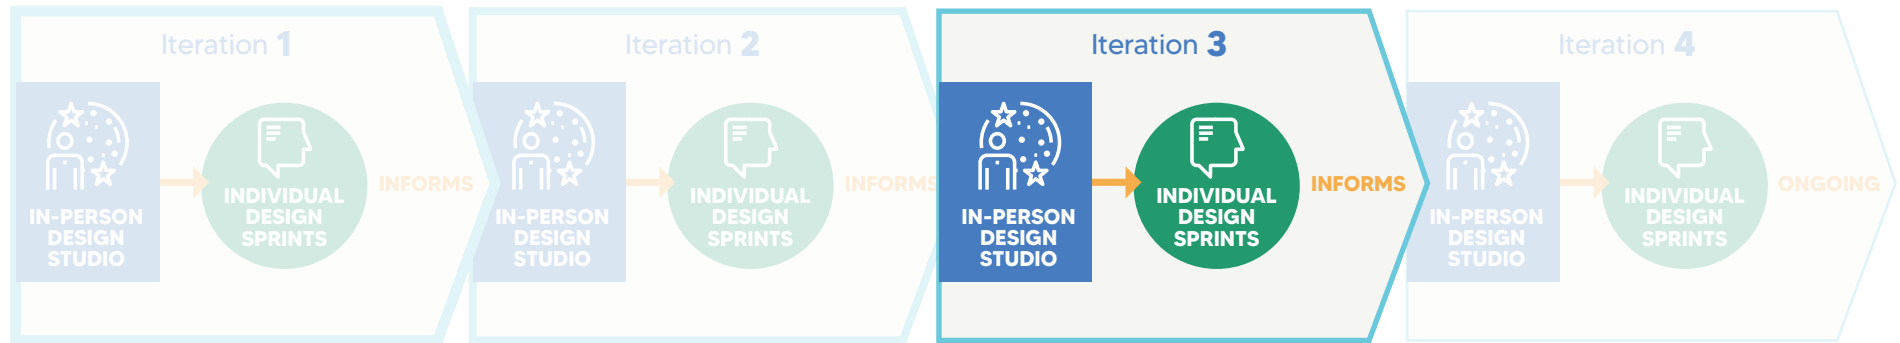 Iteration 1
IN-PERSON
DESIGN
STUDIO
INDIVIDUAL
DESIGN
SPRINTS
INFORMS
Iteration 2
IN-PERSON
DESIGN
STUDIO
INDIVIDUAL
DESIGN
SPRINTS
INFORMS
Iteration 3
IN-PERSON
DESIGN
STUDIO
INDIVIDUAL
DESIGN
SPRINTS
INFORMS
Iteration 4
IN-PERSON
DESIGN
STUDIO
INDIVIDUAL
DESIGN
SPRINTS
ONGOING